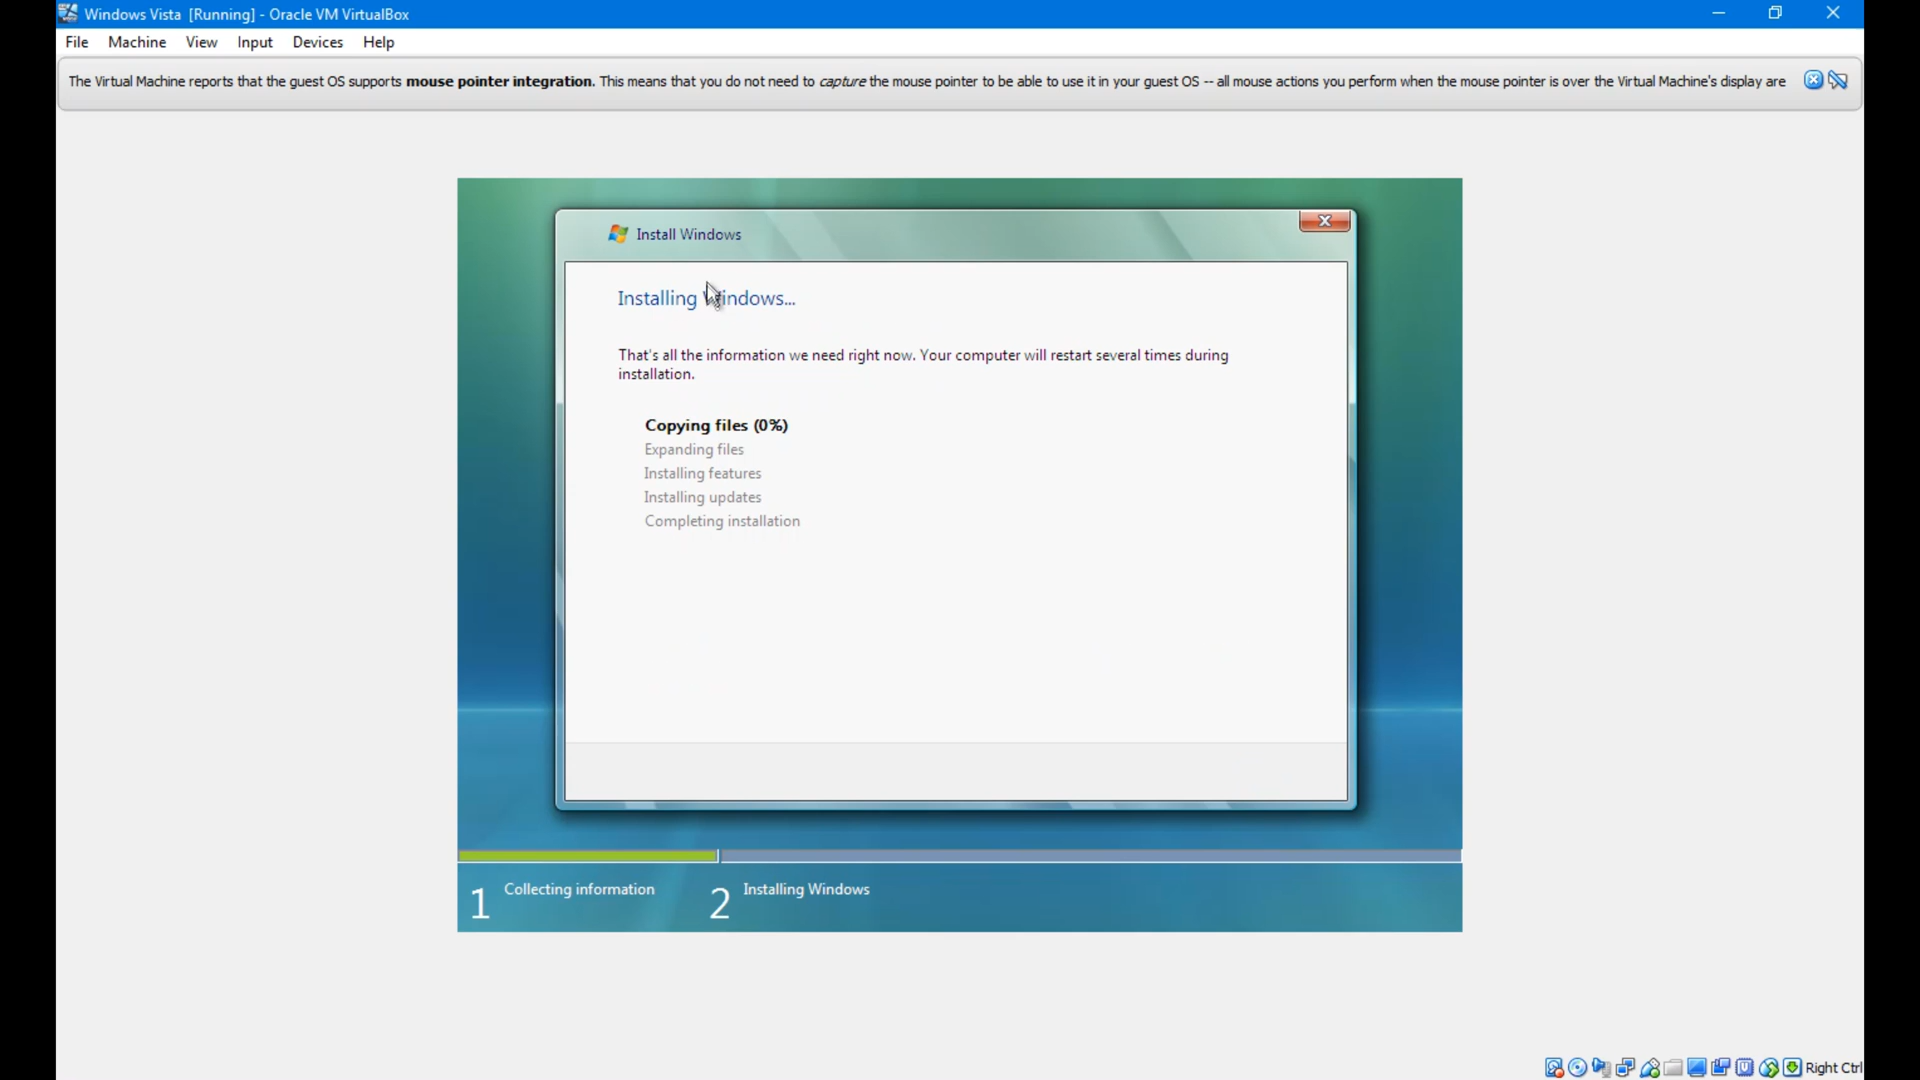 Windows Vista [Running] - Oracle VM VirtualBox
File Machine View Input Devices Help
The Virtual Machine reports that the guest OS supports mouse pointer integration. This means that you do not need to capture the mouse pointer to be able to use it in your guest OS -- all mouse actions you perform when the mouse pointer is over the Virtual Machine's display are
Install Windows
Installing Windows...
That's all the information we need right now. Your computer will restart several times during
installation.
Copying files (0%)
Expanding files
Installing features
Installing updates
Completing installation
1 Collecting information 2 Installing Windows
Right Ctrl